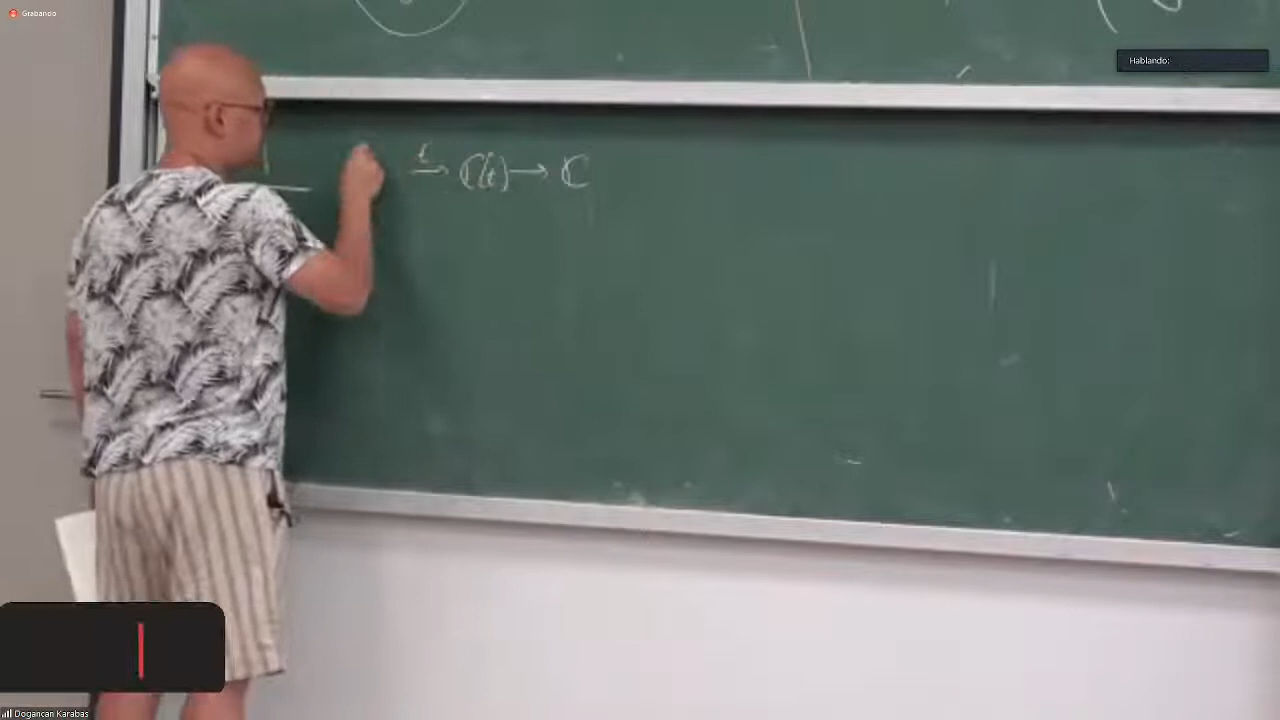 Grabando
Hablando:
t
→ ℂ(t) → ℂ
Dogancan Karabas